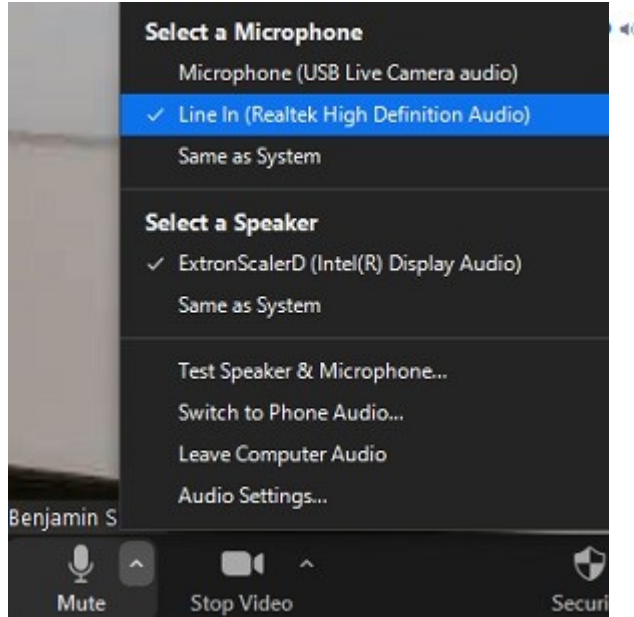 Select a Microphone
Microphone (USB Live Camera audio)
Line In (Realtek High Definition Audio)
Same as System
Select a Speaker
ExtronScalerD (Intel(R) Display Audio)
Same as System
Test Speaker & Microphone...
Switch to Phone Audio...
Leave Computer Audio
Audio Settings...
Benjamin S
Mute
Stop Video
Securi